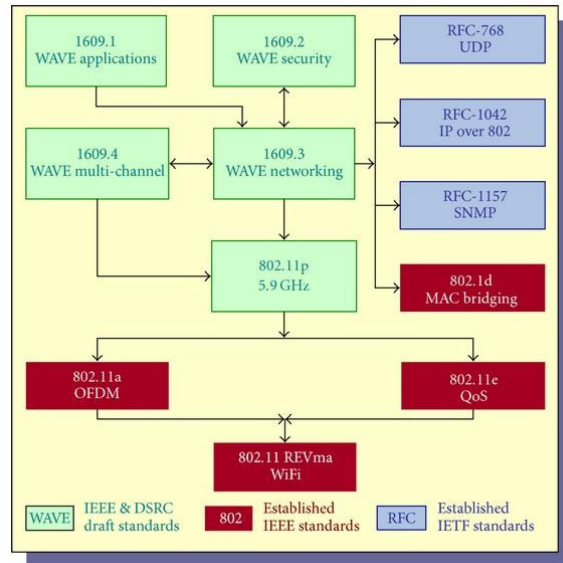 1609.1
WAVE applications
1609.2
WAVE security
RFC-768
UDP
RFC-1042
IP over 802
1609.4
WAVE multi-channel
1609.3
WAVE networking
RFC-1157
SNMP
802.11p
5.9 GHz
802.1d
MAC bridging
802.11a
OFDM
802.11e
QoS
802.11 REVma
WiFi
WAVE
IEEE & DSRC
draft standards
802
Established
IEEE standards
RFC
Established
IETF standards